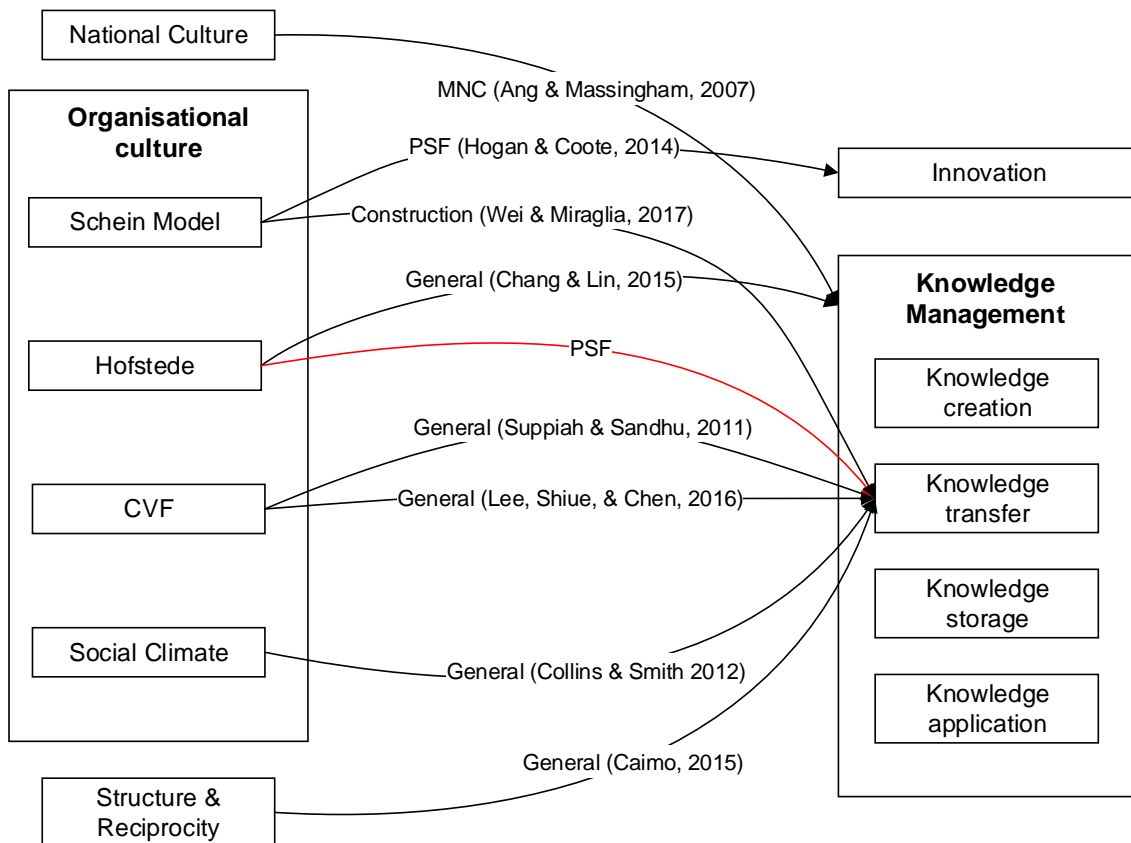 National Culture
MNC (Ang & Massingham, 2007)
Organisational
culture
PSF (Hogan & Coote, 2014)
Innovation
Schein Model
Construction (Wei & Miraglia, 2017)
General (Chang & Lin, 2015)
Knowledge
Management
Hofstede
PSF
Knowledge
creation
General (Suppiah & Sandhu, 2011)
CVF
General (Lee, Shiue, & Chen, 2016)
Knowledge
transfer
Knowledge
storage
Social Climate
General (Collins & Smith 2012)
Knowledge
application
General (Caimo, 2015)
Structure &
Reciprocity